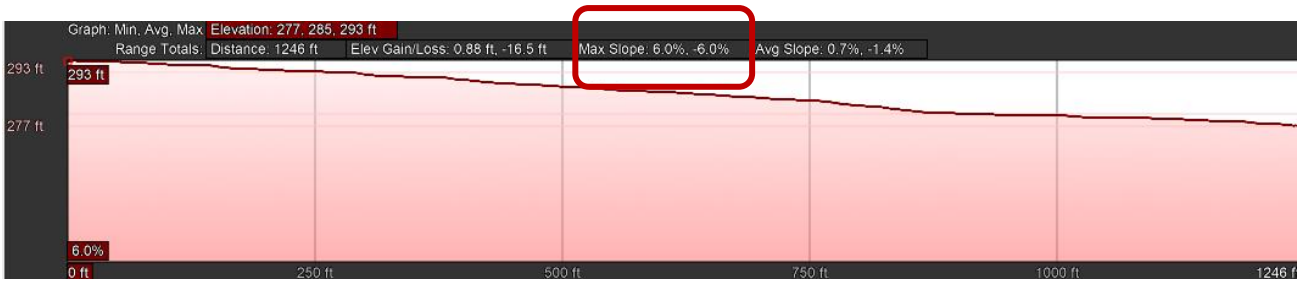 Graph: Min, Avg, Max Elevation: 277, 285, 293 ft
Range Totals: Distance: 1246 ft Elev Gain/Loss: 0.88 ft, -16.5 ft Max Slope: 6.0%, -6.0% Avg Slope: 0.7%, -1.4%
293 ft
293 ft
277 ft
6.0%
0 ft 250 ft 500 ft 750 ft 1000 ft 1246 f